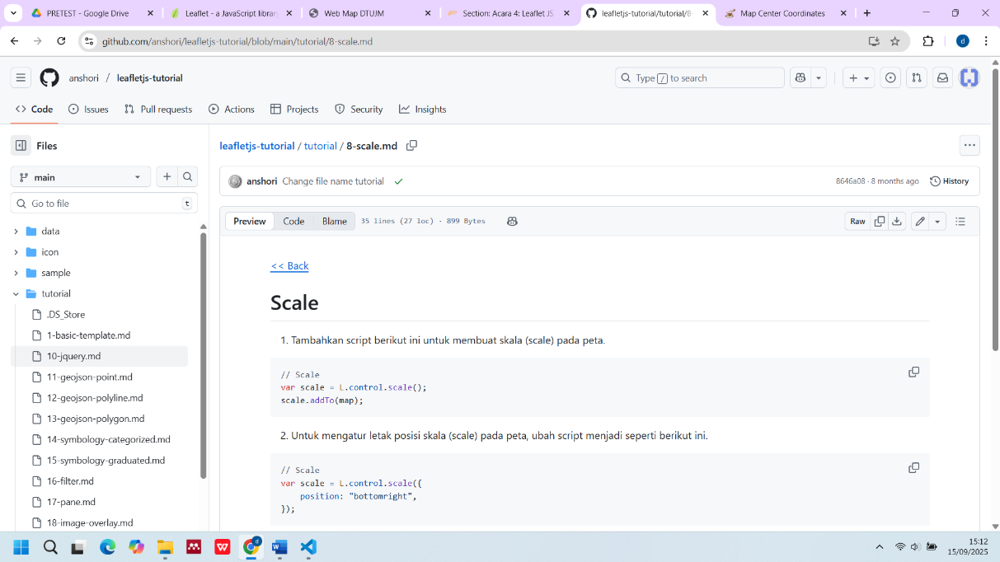 PRETEST - Google Drive
Leaflet - a JavaScript library
Web Map DTUJM
Section: Acara 4: Leaflet JS
leafletjs-tutorial/tutorial/8-
Map Center Coordinates
github.com/anshori/leafletjs-tutorial/blob/main/tutorial/8-scale.md
d
anshori / leafletjs-tutorial
Type / to search
Code
Issues
Pull requests
Actions
Projects
Security
Insights
Files
leafletjs-tutorial / tutorial / 8-scale.md
main
anshori Change file name tutorial
8646a08 · 8 months ago
History
Go to file
t
Preview
Code
Blame
35 lines (27 loc) · 899 Bytes
Raw
data
icon
sample
tutorial
.DS_Store
1-basic-template.md
10-jquery.md
11-geojson-point.md
12-geojson-polyline.md
13-geojson-polygon.md
14-symbology-categorized.md
15-symbology-graduated.md
16-filter.md
17-pane.md
18-image-overlay.md
<< Back
Scale
1. Tambahkan script berikut ini untuk membuat skala (scale) pada peta.
// Scale
var scale = L.control.scale();
scale.addTo(map);
2. Untuk mengatur letak posisi skala (scale) pada peta, ubah script menjadi seperti berikut ini.
// Scale
var scale = L.control.scale({
position: "bottomright",
});
d
15:12
15/09/2025